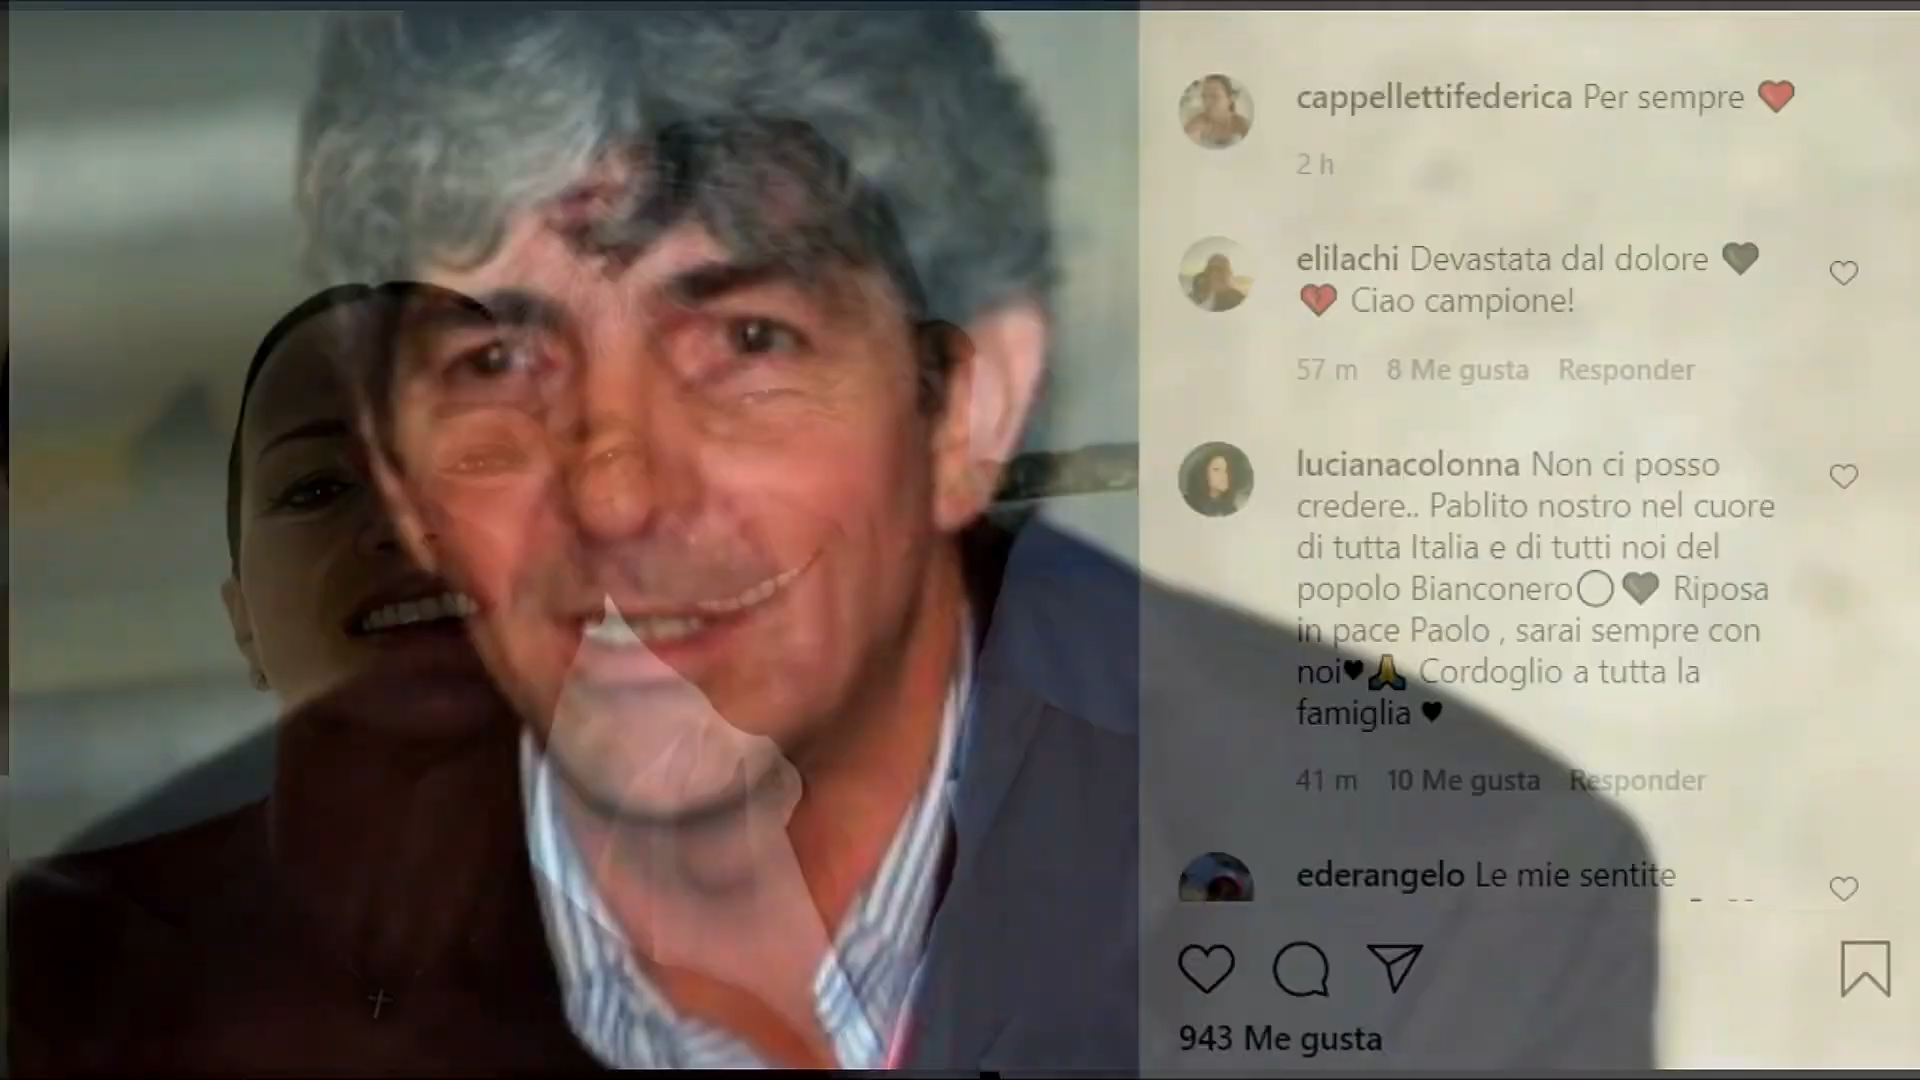 cappellettifederica Per sempre ❤️
2 h
elilachi Devastata dal dolore 🖤
💔 Ciao campione!
57 m 8 Me gusta Responder
lucianacolonna Non ci posso
credere.. Pablito nostro nel cuore
di tutta Italia e di tutti noi del
popolo Bianconero⚪🖤 Riposa
in pace Paolo , sarai sempre con
noi♥🙏 Cordoglio a tutta la
famiglia ♥
41 m 10 Me gusta Responder
ederangelo Le mie sentite
943 Me gusta